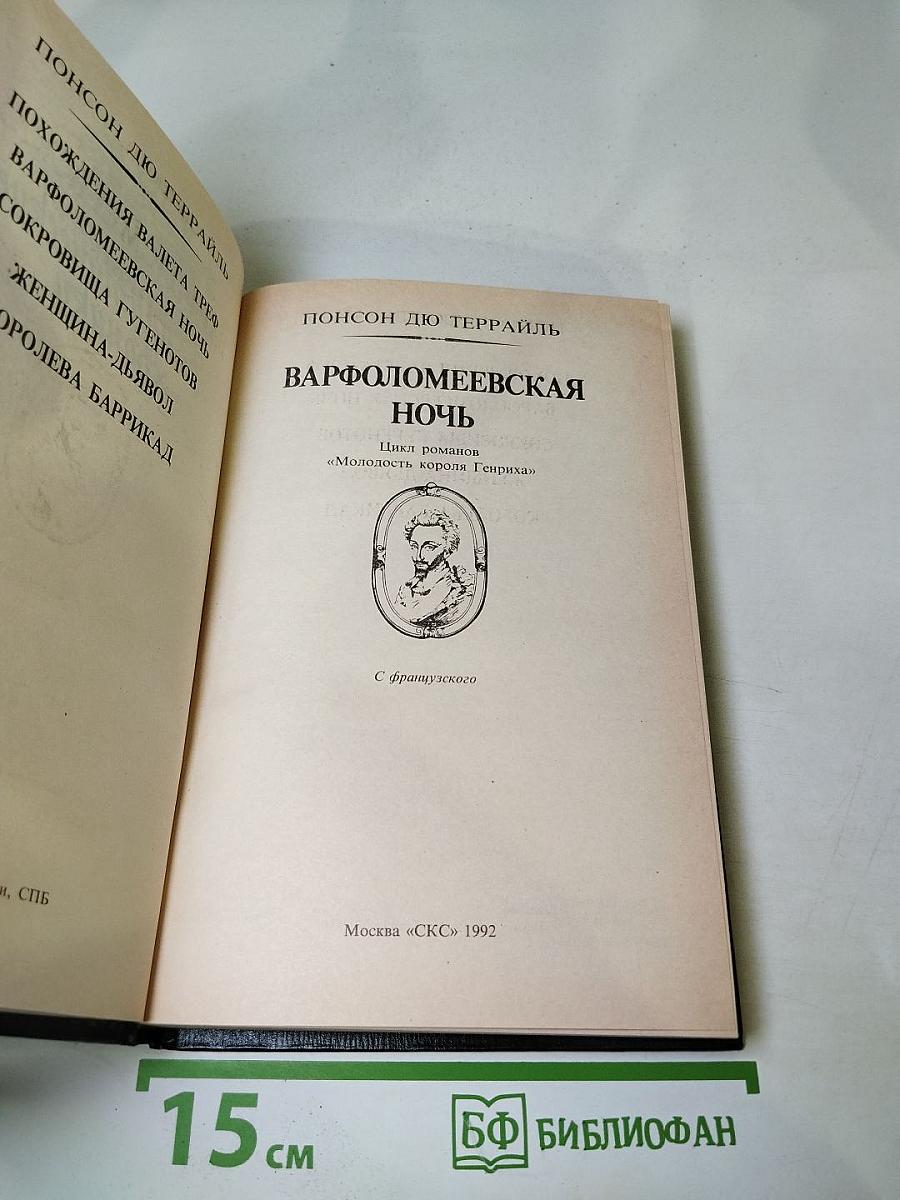 ПОНСОН ДЮ ТЕРРАЙЛЬ
ПОХОЖДЕНИЯ ВАЛЕТА ТРЕФ
ВАРФОЛОМЕЕВСКАЯ НОЧЬ
СОКРОВИЩА ГУГЕНОТОВ
ЖЕНЩИНА-ДЬЯВОЛ
ОРОЛЕВА БАРРИКАД
и, СПБ
ПОНСОН ДЮ ТЕРРАЙЛЬ
ВАРФОЛОМЕЕВСКАЯ
НОЧЬ
Цикл романов
«Молодость короля Генриха»
С французского
Москва «СКС» 1992
15 см
БФ БИБЛИОФАН